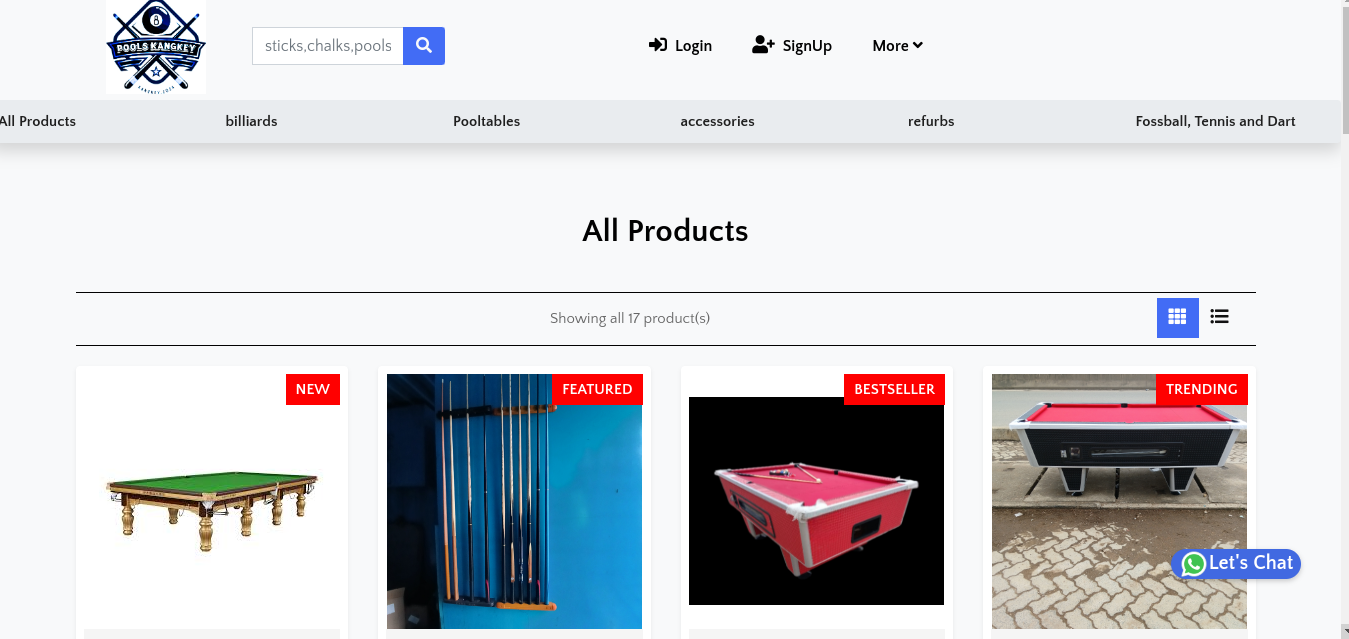 8
POOLS KANGKEY
sticks,chalks,pools
Login
SignUp
More
All Products
billiards
Pooltables
accessories
refurbs
Fossball, Tennis and Dart
All Products
Showing all 17 product(s)
NEW
FEATURED
BESTSELLER
TRENDING
Let's Chat